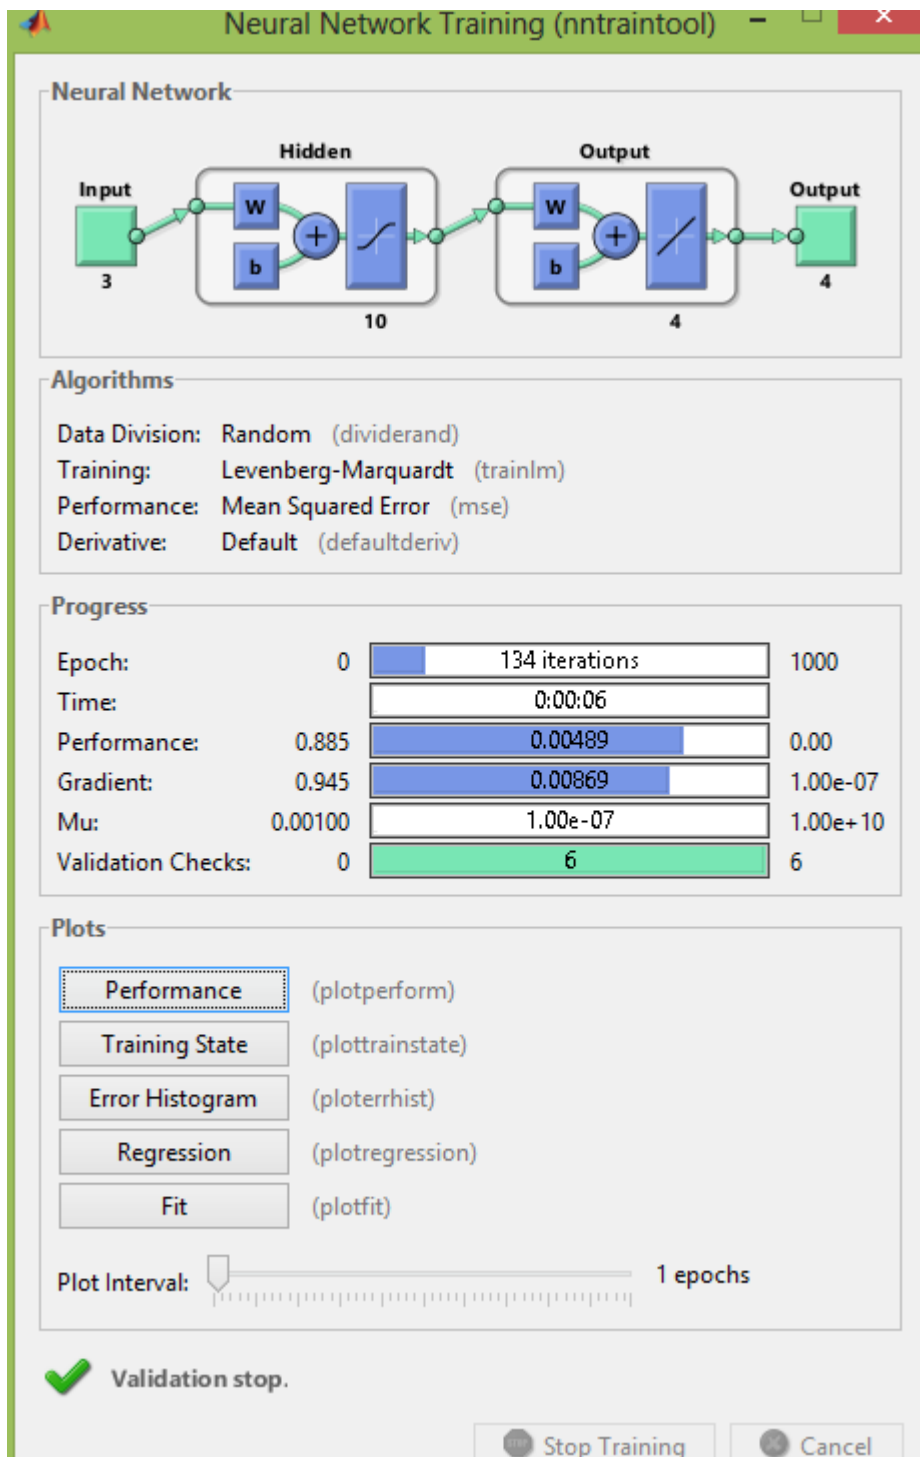 Neural Network Training (nntraintool)
Neural Network
Hidden
Output
Input
Output
W
W
b
b
3
4
10
4
Algorithms
Data Division: Random (dividerand)
Training: Levenberg-Marquardt (trainlm)
Performance: Mean Squared Error (mse)
Derivative: Default (defaultderiv)
Progress
Epoch: 0 134 iterations 1000
Time: 0:00:06
Performance: 0.885 0.00489 0.00
Gradient: 0.945 0.00869 1.00e-07
Mu: 0.00100 1.00e-07 1.00e+10
Validation Checks: 0 6 6
Plots
Performance (plotperform)
Training State (plottrainstate)
Error Histogram (ploterrhist)
Regression (plotregression)
Fit (plotfit)
Plot Interval: 1 epochs
Validation stop.
Stop Training Cancel